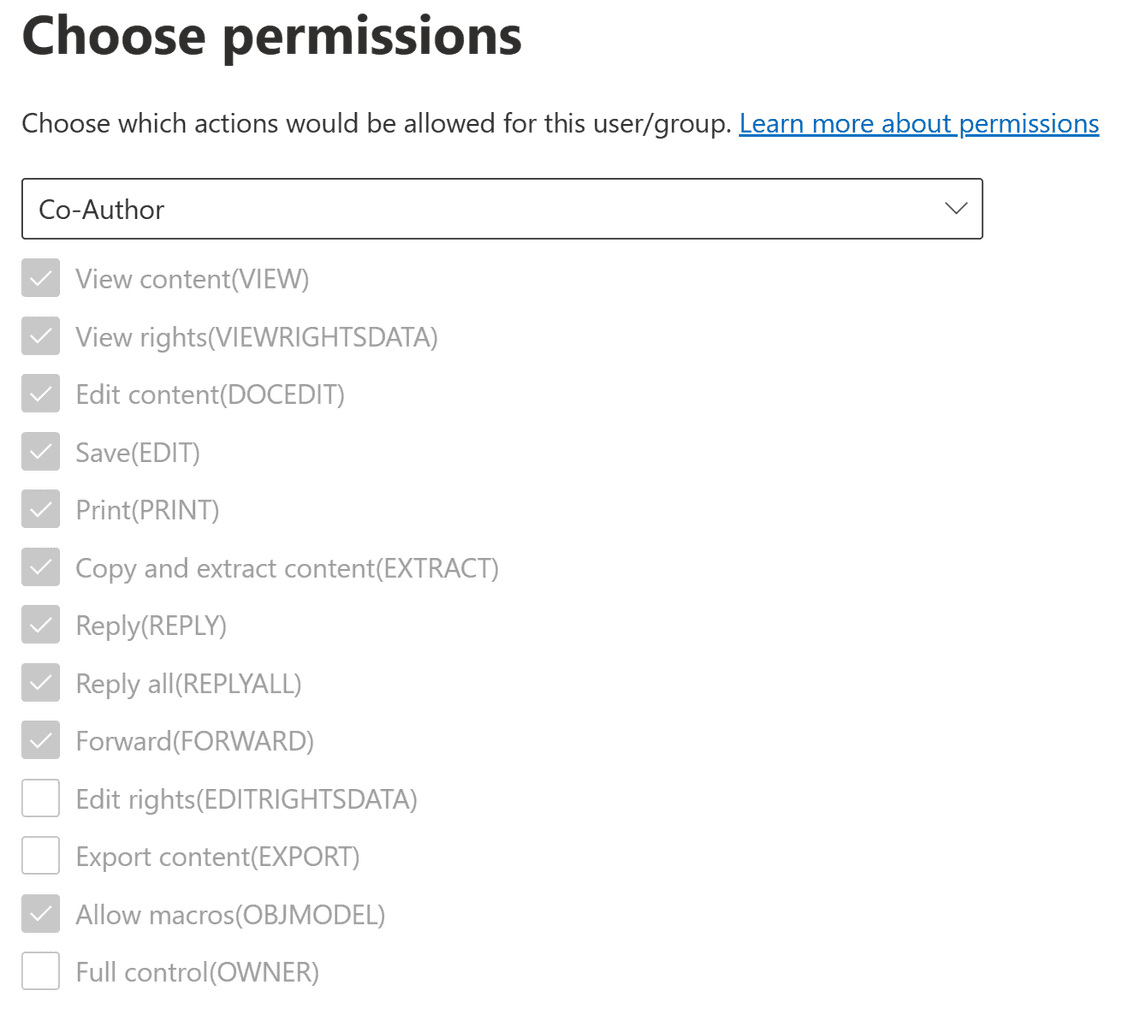 Choose permissions
Choose which actions would be allowed for this user/group. Learn more about permissions
Co-Author
View content(VIEW)
View rights(VIEWRIGHTSDATA)
Edit content(DOCEDIT)
Save(EDIT)
Print(PRINT)
Copy and extract content(EXTRACT)
Reply(REPLY)
Reply all(REPLYALL)
Forward(FORWARD)
Edit rights(EDITRIGHTSDATA)
Export content(EXPORT)
Allow macros(OBJMODEL)
Full control(OWNER)